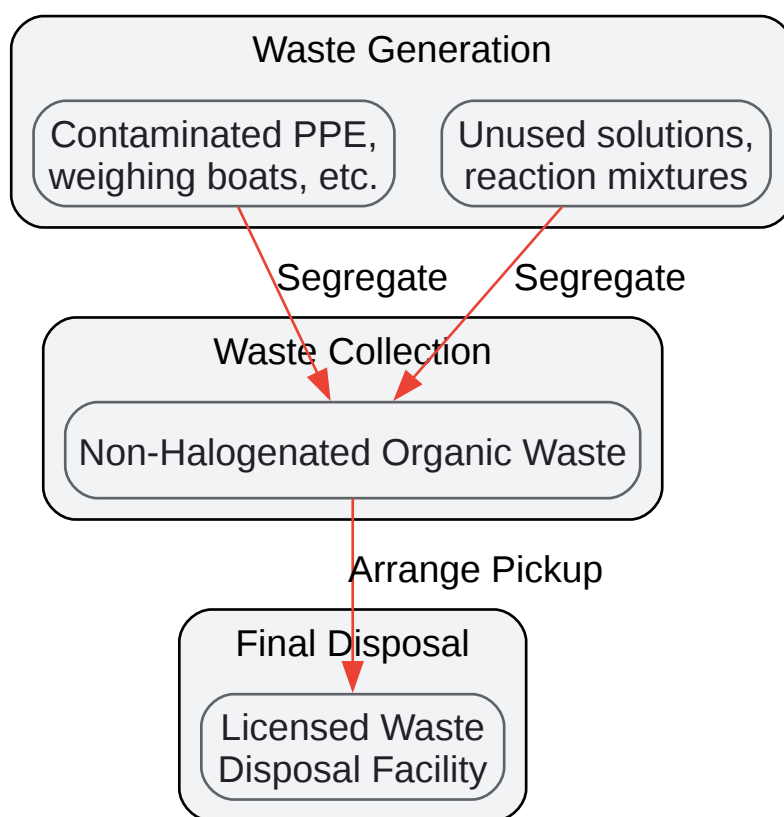 Waste Generation
Contaminated PPE,
weighing boats, etc.
Unused solutions,
reaction mixtures
Segregate
Segregate
Waste Collection
Non-Halogenated Organic Waste
Arrange Pickup
Final Disposal
Licensed Waste
Disposal Facility